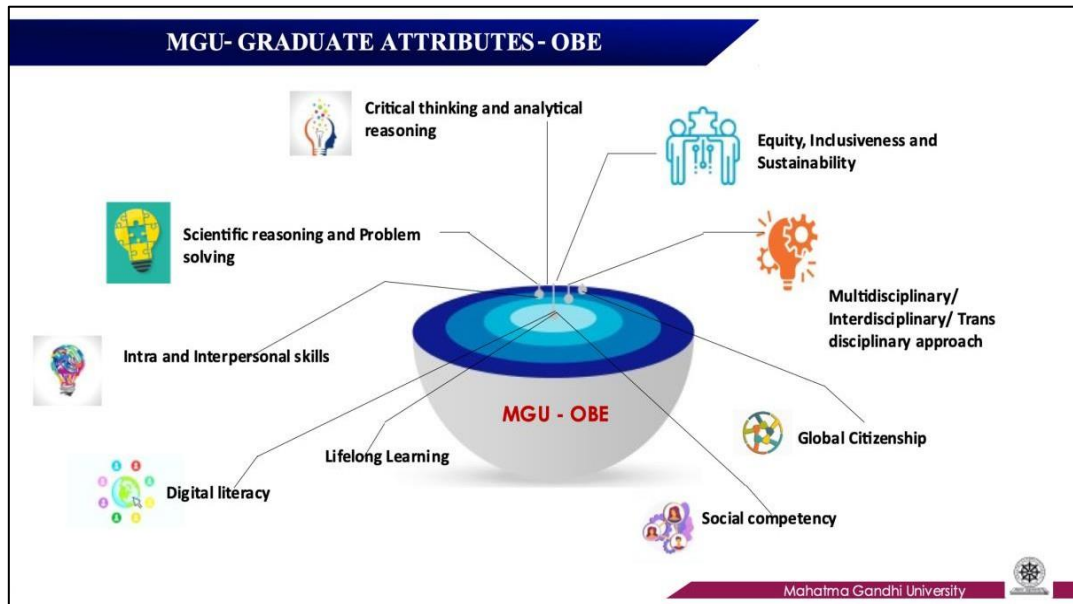 MGU- GRADUATE ATTRIBUTES - OBE
Critical thinking and analytical
reasoning
Equity, Inclusiveness and
Sustainability
Scientific reasoning and Problem
solving
Multidisciplinary/
Interdisciplinary/ Trans
disciplinary approach
Intra and Interpersonal skills
MGU - OBE
Global Citizenship
Lifelong Learning
Digital literacy
Social competency
Mahatma Gandhi University